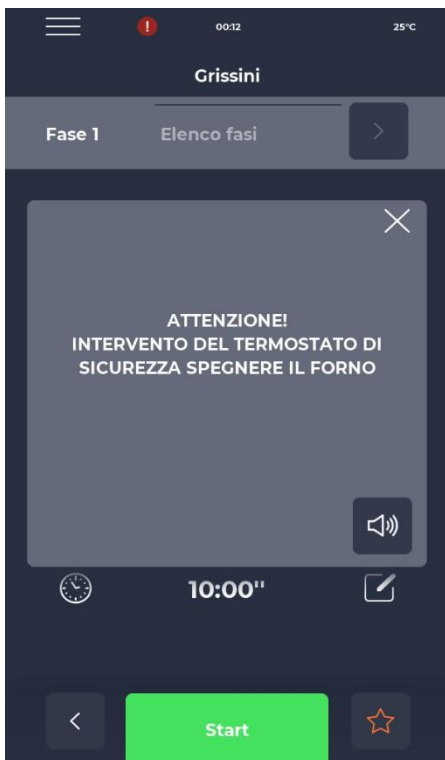 00:12
25°C
Grissini
Fase 1
Elenco fasi
ATTENZIONE!
INTERVENTO DEL TERMOSTATO DI
SICUREZZA SPEGNERE IL FORNO
10:00''
Start